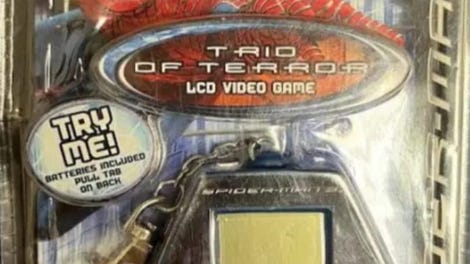 TRIO
OF TERROR
LCD VIDEO GAME
TRY
ME!
BATTERIES INCLUDED
PULL TAB
ON BACK
SPIDER-MAN 3